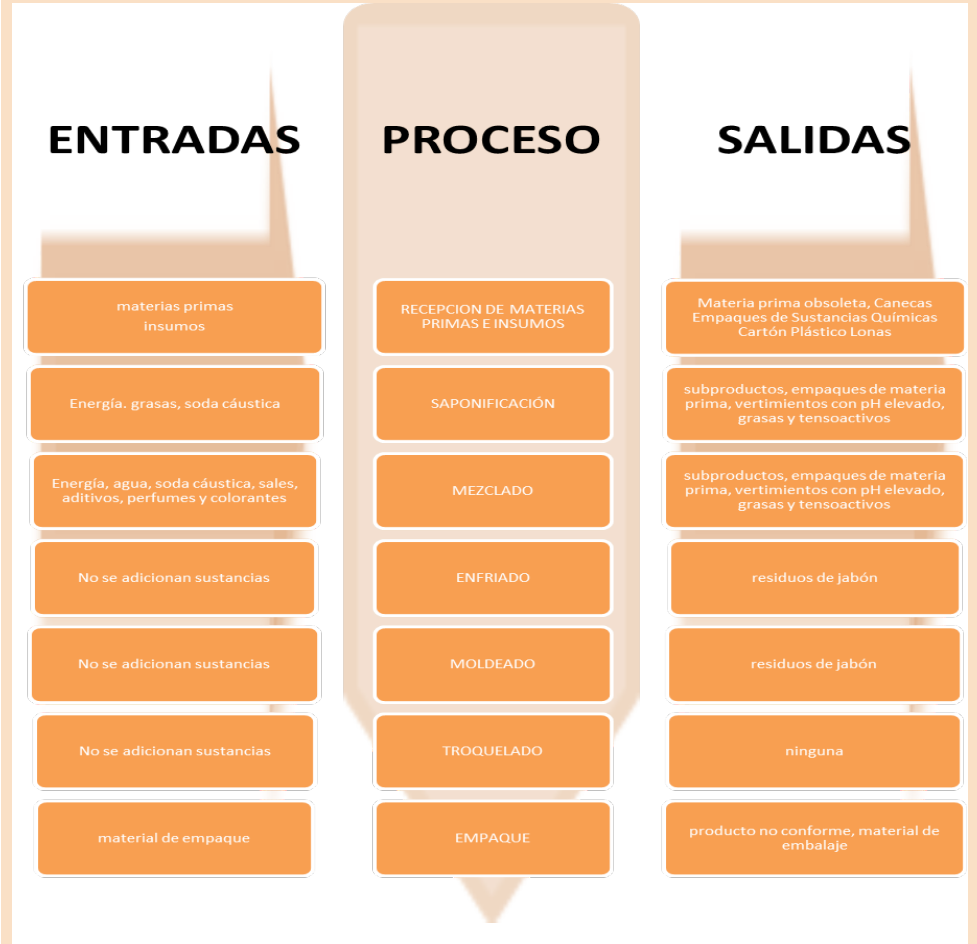 ENTRADAS
PROCESO
SALIDAS
materias primas
insumos
RECEPCION DE MATERIAS
PRIMAS E INSUMOS
Materia prima obsoleta, Canecas
Empaques de Sustancias Químicas
Cartón Plástico Lonas
Energía. grasas, soda cáustica
SAPONIFICACIÓN
subproductos, empaques de materia
prima, vertimientos con pH elevado,
grasas y tensoactivos
Energía, agua, soda cáustica, sales,
aditivos, perfumes y colorantes
MEZCLADO
subproductos, empaques de materia
prima, vertimientos con pH elevado,
grasas y tensoactivos
No se adicionan sustancias
ENFRIADO
residuos de jabón
No se adicionan sustancias
MOLDEADO
residuos de jabón
No se adicionan sustancias
TROQUELADO
ninguna
material de empaque
EMPAQUE
producto no conforme, material de
embalaje